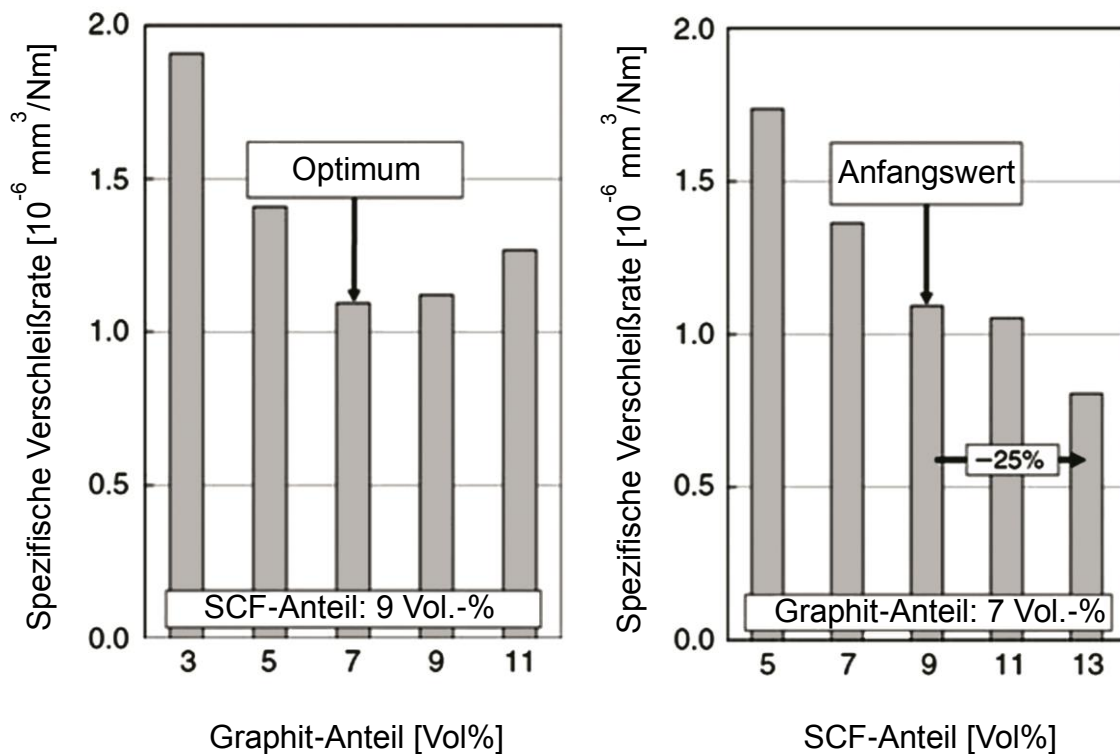 Spezifische Verschleißrate [10⁻⁶ mm³/Nm]
2.0
1.5
1.0
0.5
0.0
Optimum
SCF-Anteil: 9 Vol.-%
3 5 7 9 11
Graphit-Anteil [Vol%]
Spezifische Verschleißrate [10⁻⁶ mm³/Nm]
2.0
1.5
1.0
0.5
0.0
Anfangswert
–25%
Graphit-Anteil: 7 Vol.-%
5 7 9 11 13
SCF-Anteil [Vol%]